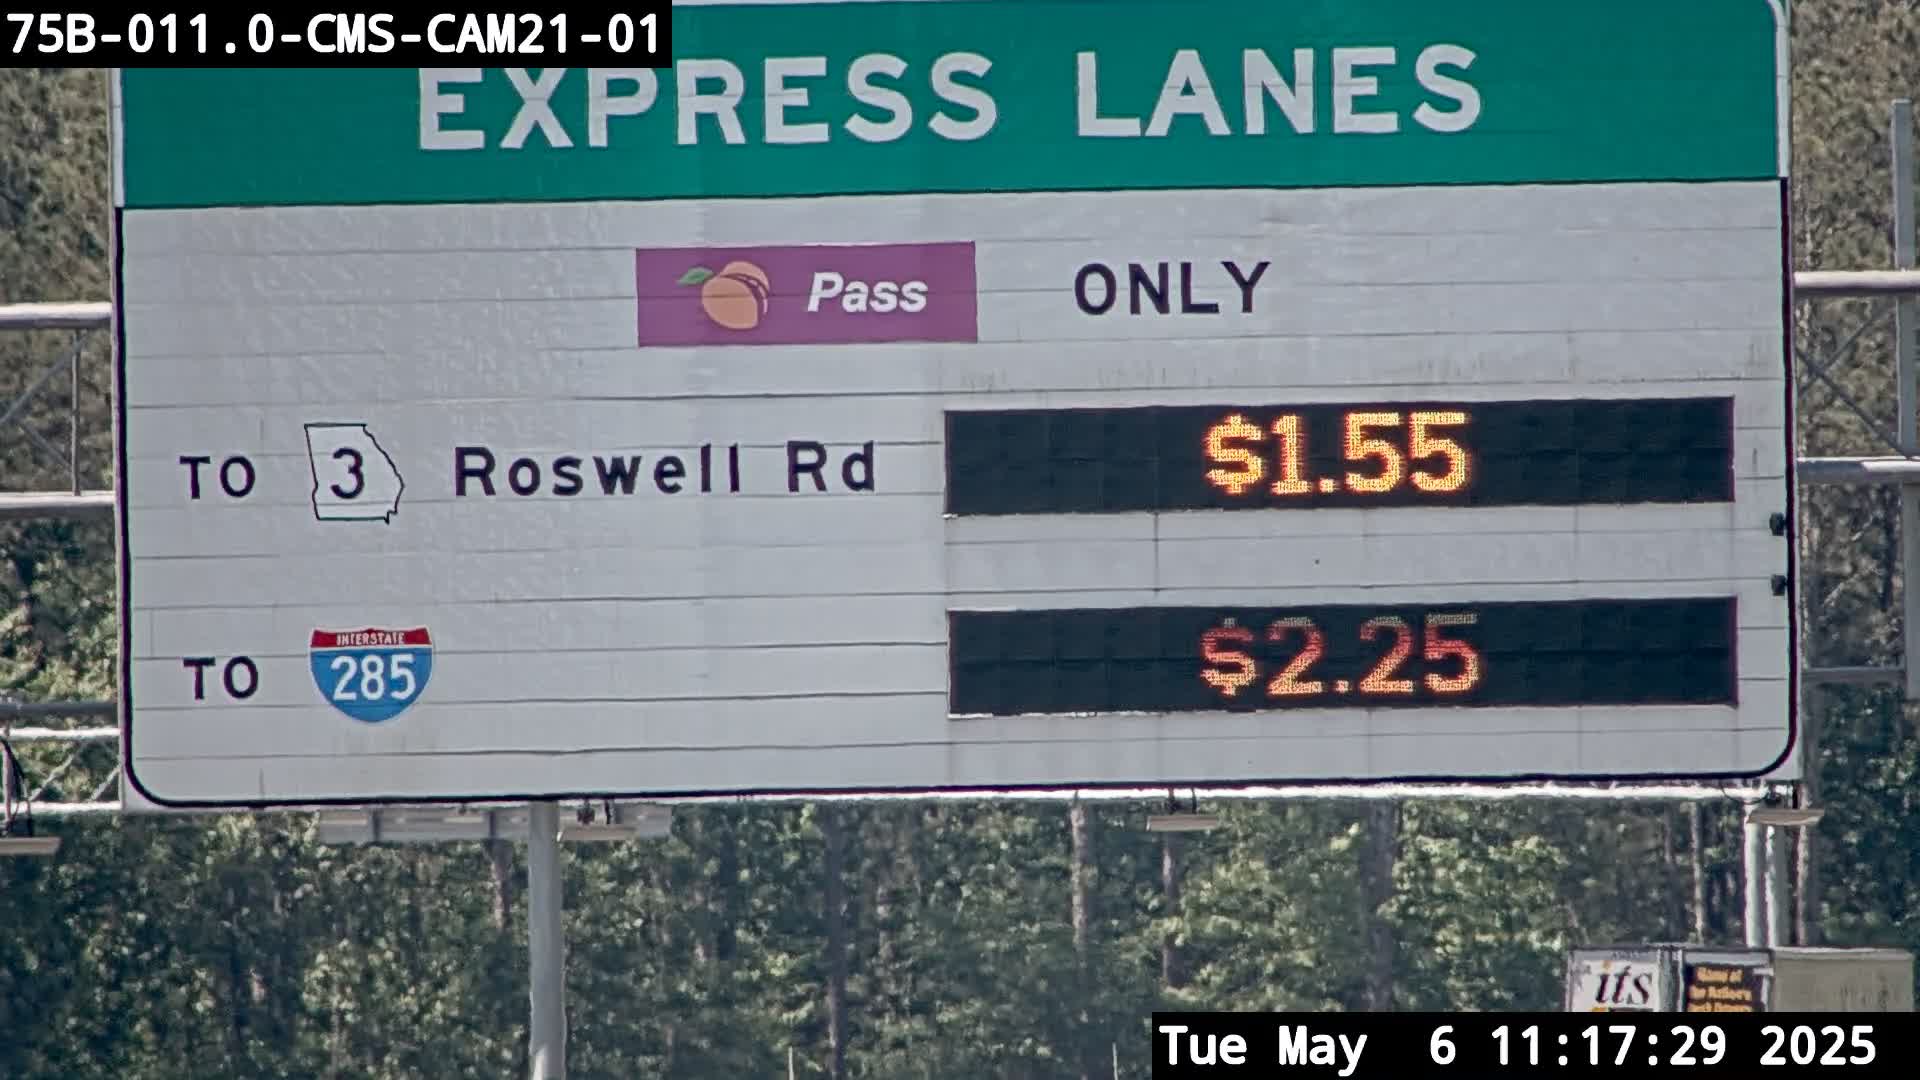 75B-011.0-CMS-CAM21-01
EXPRESS LANES
Pass ONLY
TO 3 Roswell Rd $1.55
INTERSTATE
TO 285 $2.25
its
Tue May 6 11:17:29 2025